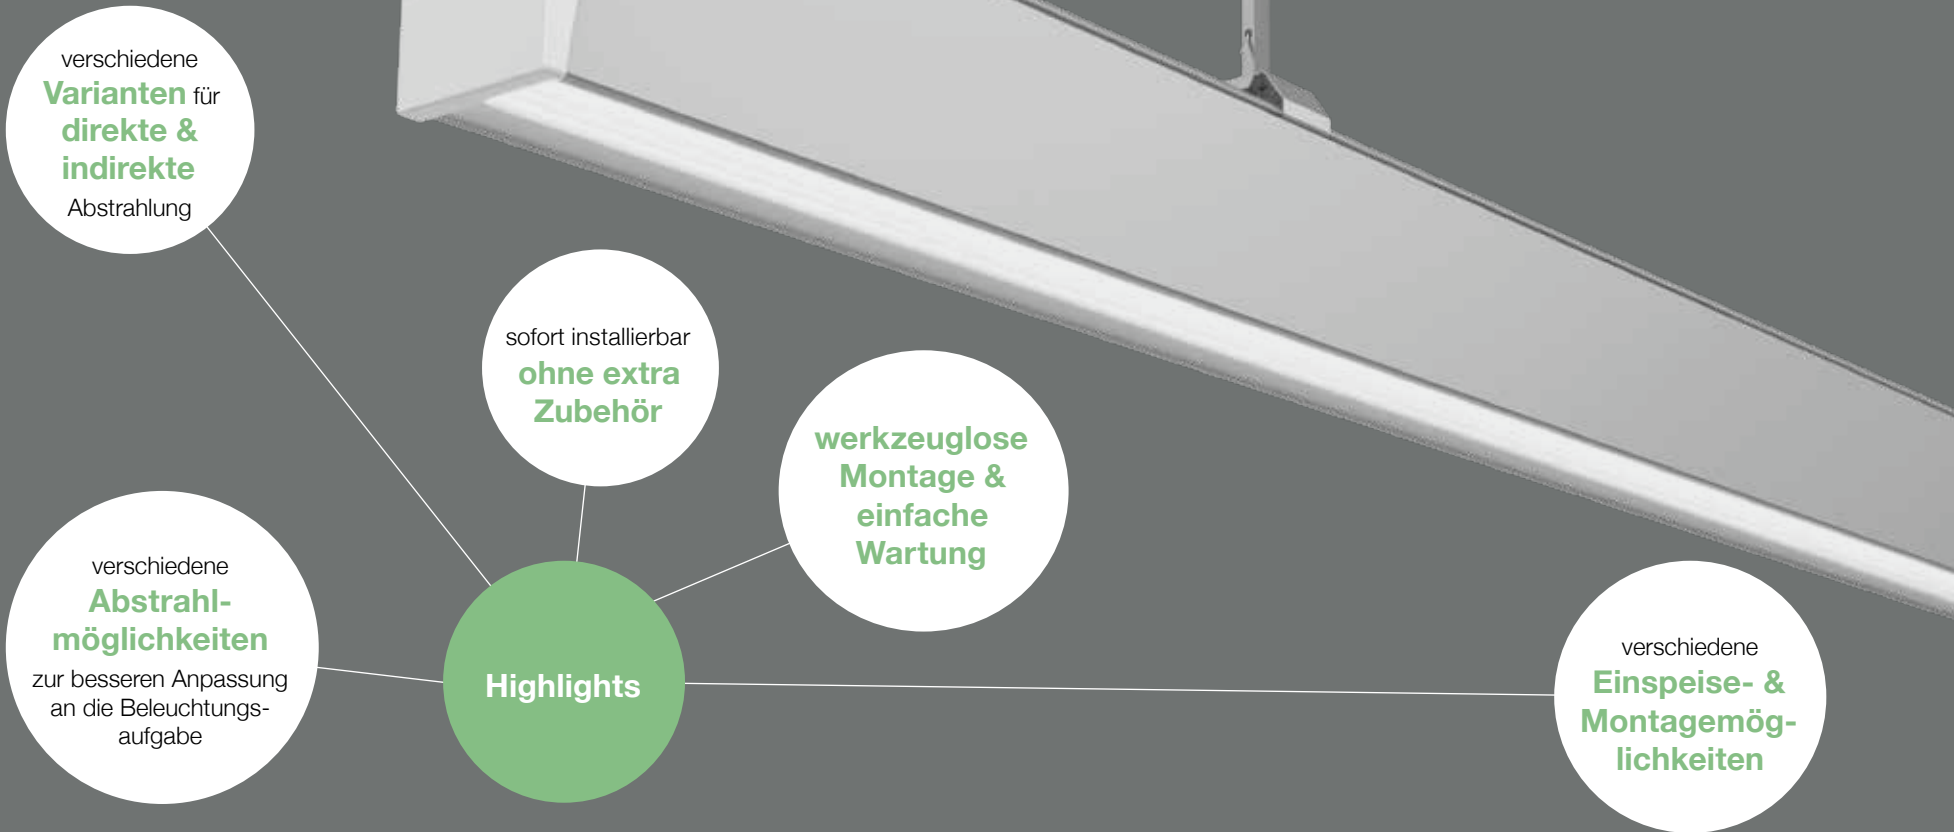 verschiedene
Varianten für
direkte &
indirekte
Abstrahlung
sofort installierbar
ohne extra
Zubehör
werkzeuglose
Montage &
einfache
Wartung
verschiedene
Abstrahl-
möglichkeiten
zur besseren Anpassung
an die Beleuchtungs-
aufgabe
Highlights
verschiedene
Einspeise- &
Montagemög-
lichkeiten